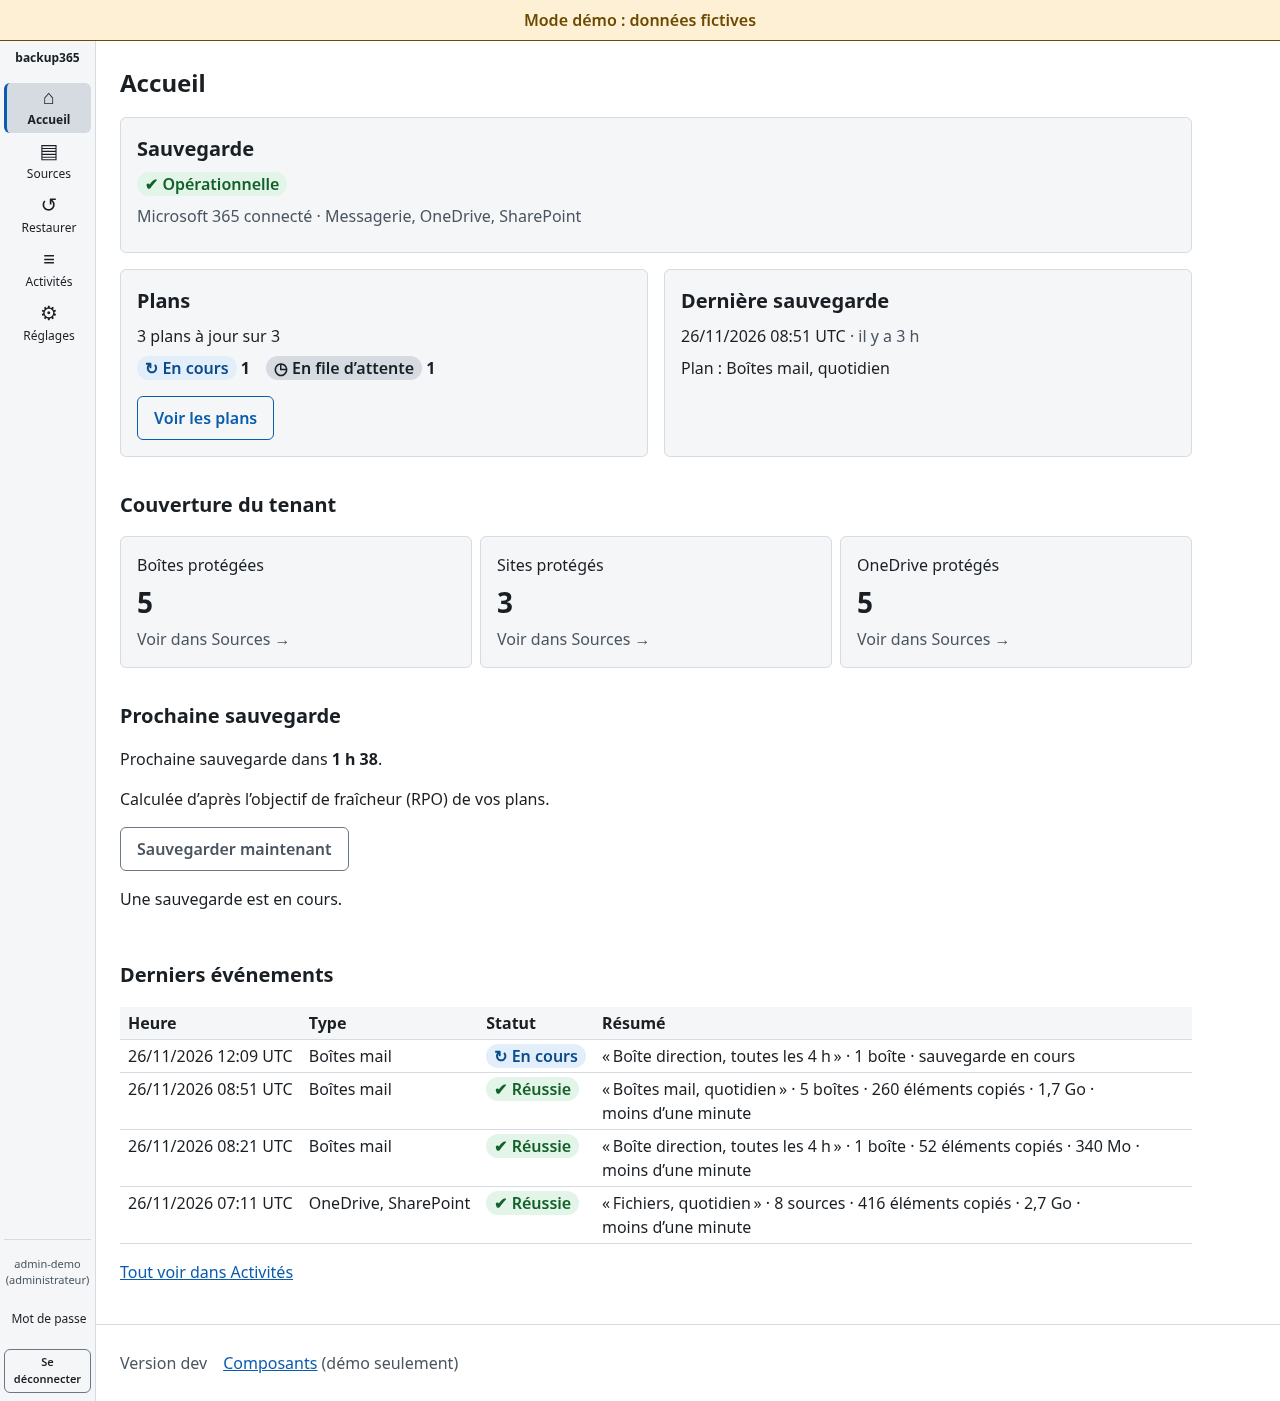 Mode démo : données fictives
backup365
Accueil
Sources
Restaurer
Activités
Réglages
admin-demo
(administrateur)
Mot de passe
Se
déconnecter
Accueil
Sauvegarde
✔ Opérationnelle
Microsoft 365 connecté · Messagerie, OneDrive, SharePoint
Plans
3 plans à jour sur 3
↻ En cours 1 ◷ En file d’attente 1
Voir les plans
Dernière sauvegarde
26/11/2026 08:51 UTC · il y a 3 h
Plan : Boîtes mail, quotidien
Couverture du tenant
Boîtes protégées
5
Voir dans Sources →
Sites protégés
3
Voir dans Sources →
OneDrive protégés
5
Voir dans Sources →
Prochaine sauvegarde
Prochaine sauvegarde dans 1 h 38.
Calculée d’après l’objectif de fraîcheur (RPO) de vos plans.
Sauvegarder maintenant
Une sauvegarde est en cours.
Derniers événements
Heure Type Statut Résumé
26/11/2026 12:09 UTC Boîtes mail ↻ En cours « Boîte direction, toutes les 4 h » · 1 boîte · sauvegarde en cours
26/11/2026 08:51 UTC Boîtes mail ✔ Réussie « Boîtes mail, quotidien » · 5 boîtes · 260 éléments copiés · 1,7 Go ·
moins d’une minute
26/11/2026 08:21 UTC Boîtes mail ✔ Réussie « Boîte direction, toutes les 4 h » · 1 boîte · 52 éléments copiés · 340 Mo ·
moins d’une minute
26/11/2026 07:11 UTC OneDrive, SharePoint ✔ Réussie « Fichiers, quotidien » · 8 sources · 416 éléments copiés · 2,7 Go ·
moins d’une minute
Tout voir dans Activités
Version dev Composants (démo seulement)